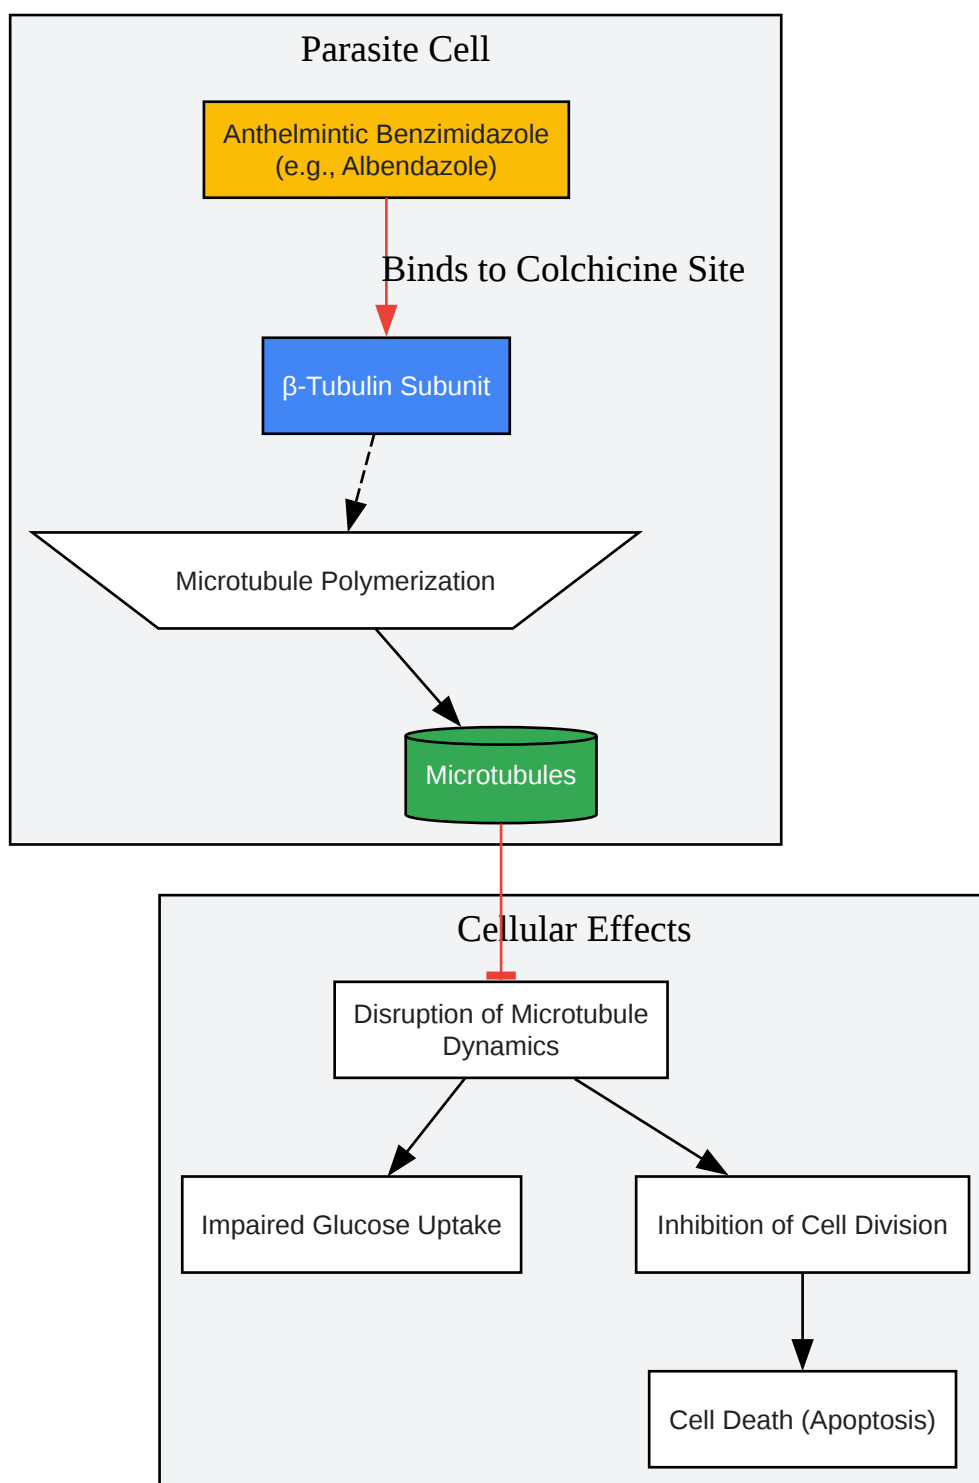 Parasite Cell
Anthelmintic Benzimidazole
(e.g., Albendazole)
Binds to Colchicine Site
β-Tubulin Subunit
Microtubule Polymerization
Microtubules
Cellular Effects
Disruption of Microtubule
Dynamics
Impaired Glucose Uptake
Inhibition of Cell Division
Cell Death (Apoptosis)